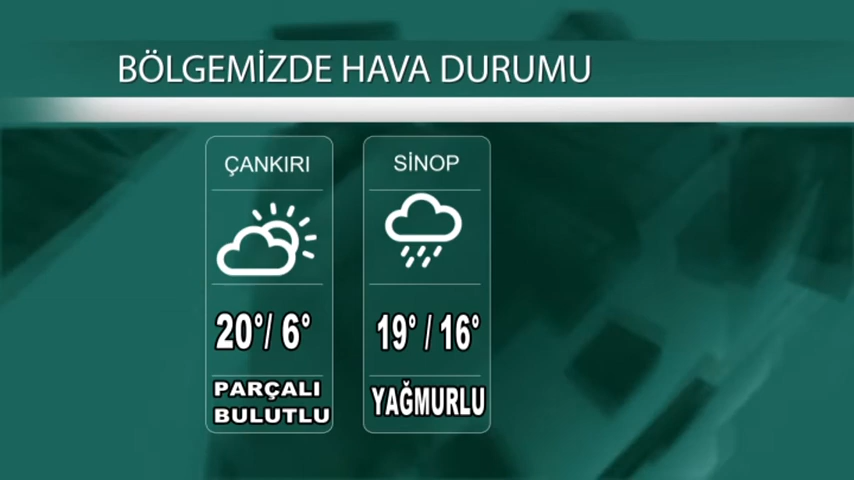 BÖLGEMİZDE HAVA DURUMU
ÇANKIRI
20°/ 6°
PARÇALI
BULUTLU
SİNOP
19° / 16°
YAĞMURLU